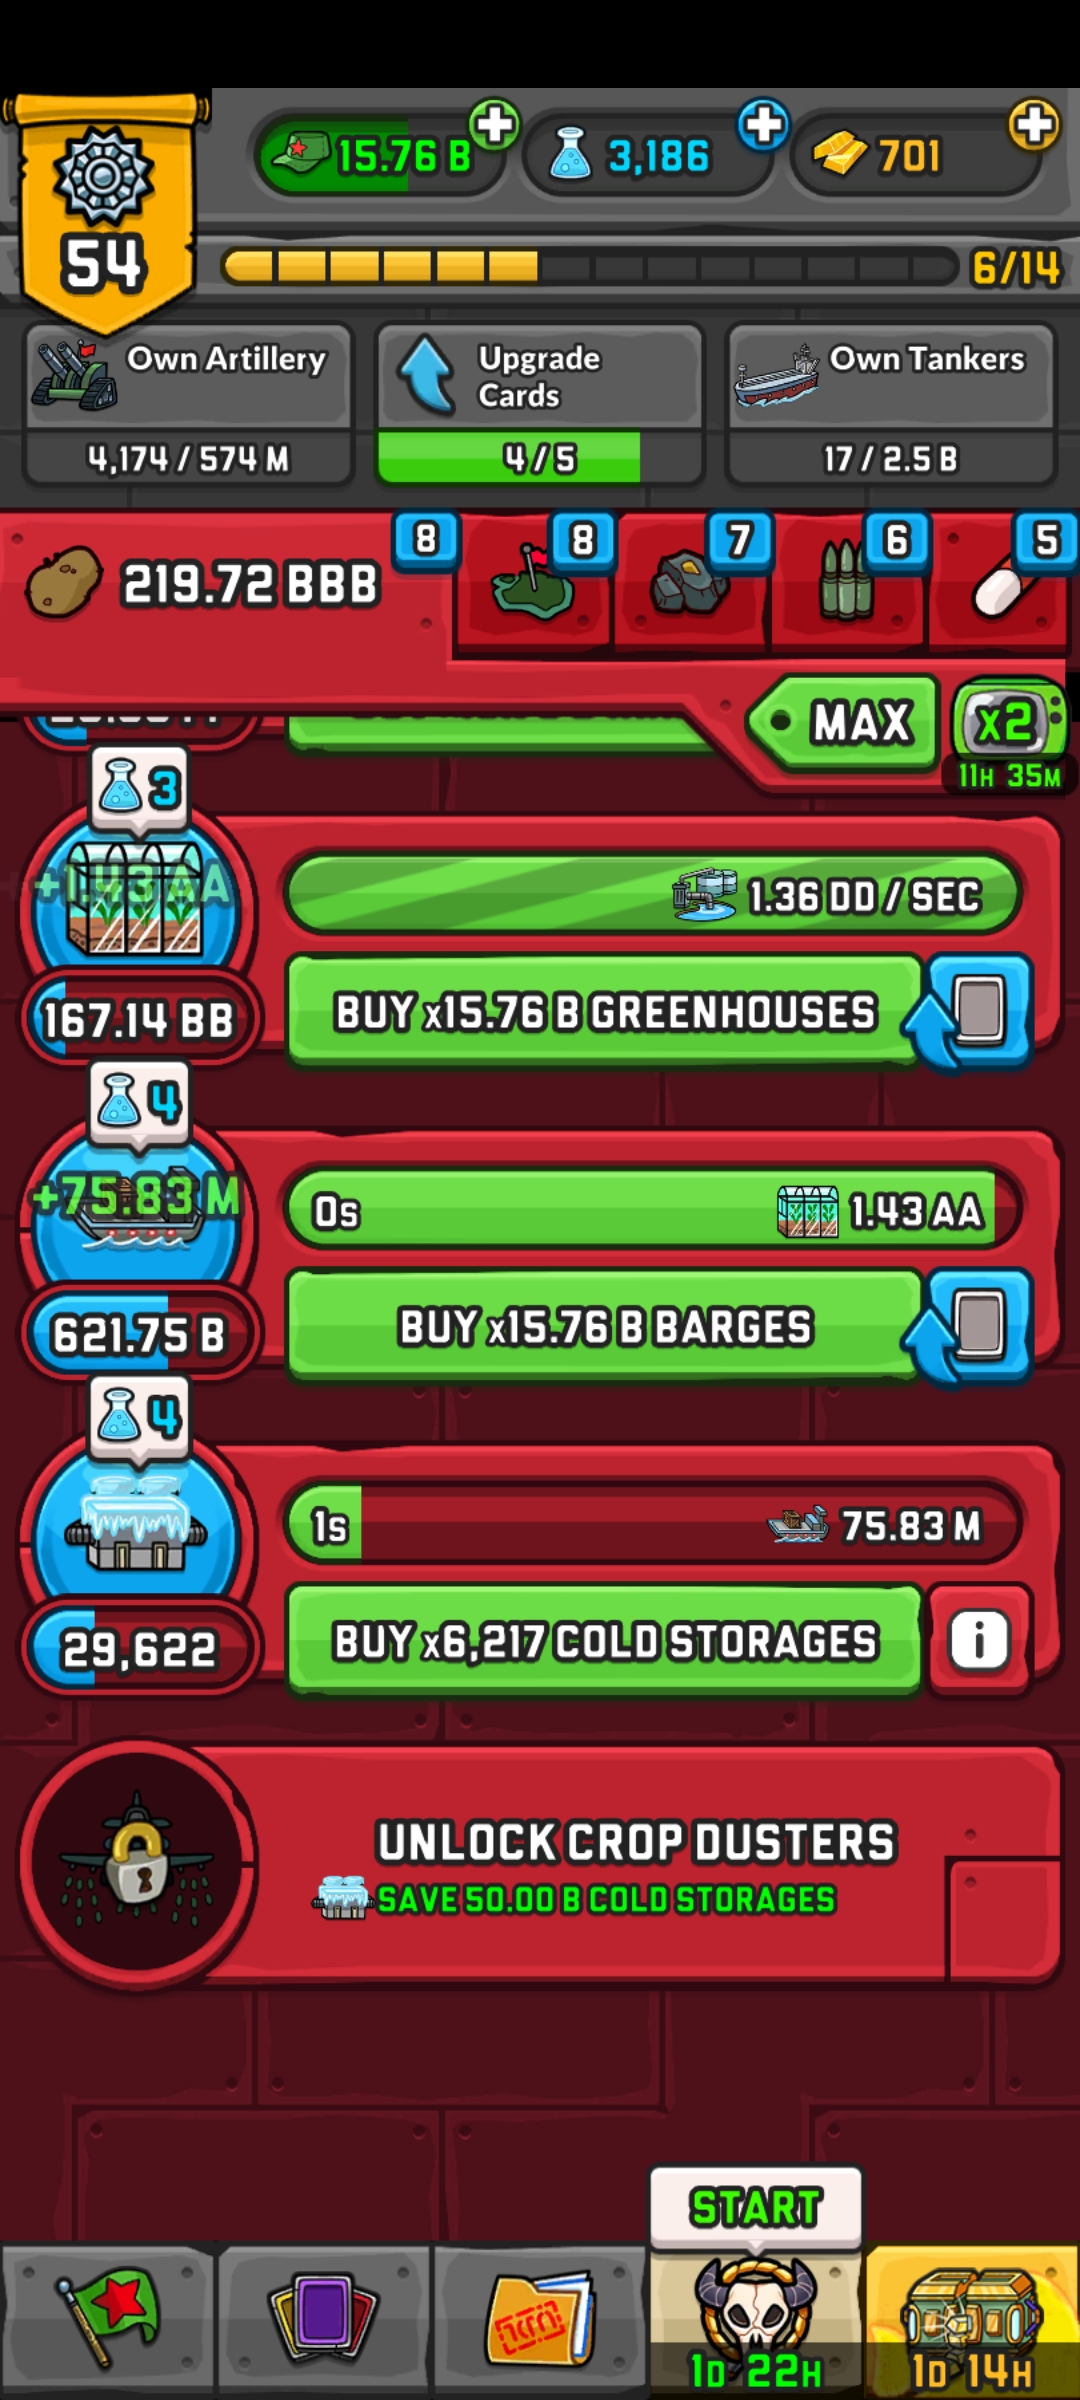 54
15.76 B
3,186
701
6/14
Own Artillery
4,174 / 574 M
Upgrade
Cards
4 / 5
Own Tankers
17 / 2.5 B
219.72 BBB
8
8
7
6
5
MAX
x2
11H 35M
3
+1.43 AA
1.36 DD / SEC
167.14 BB
BUY x15.76 B GREENHOUSES
4
+75.83 M
0s
1.43 AA
621.75 B
BUY x15.76 B BARGES
4
1s
75.83 M
29,622
BUY x6,217 COLD STORAGES
i
UNLOCK CROP DUSTERS
SAVE 50.00 B COLD STORAGES
START
1D 22H
1D 14H